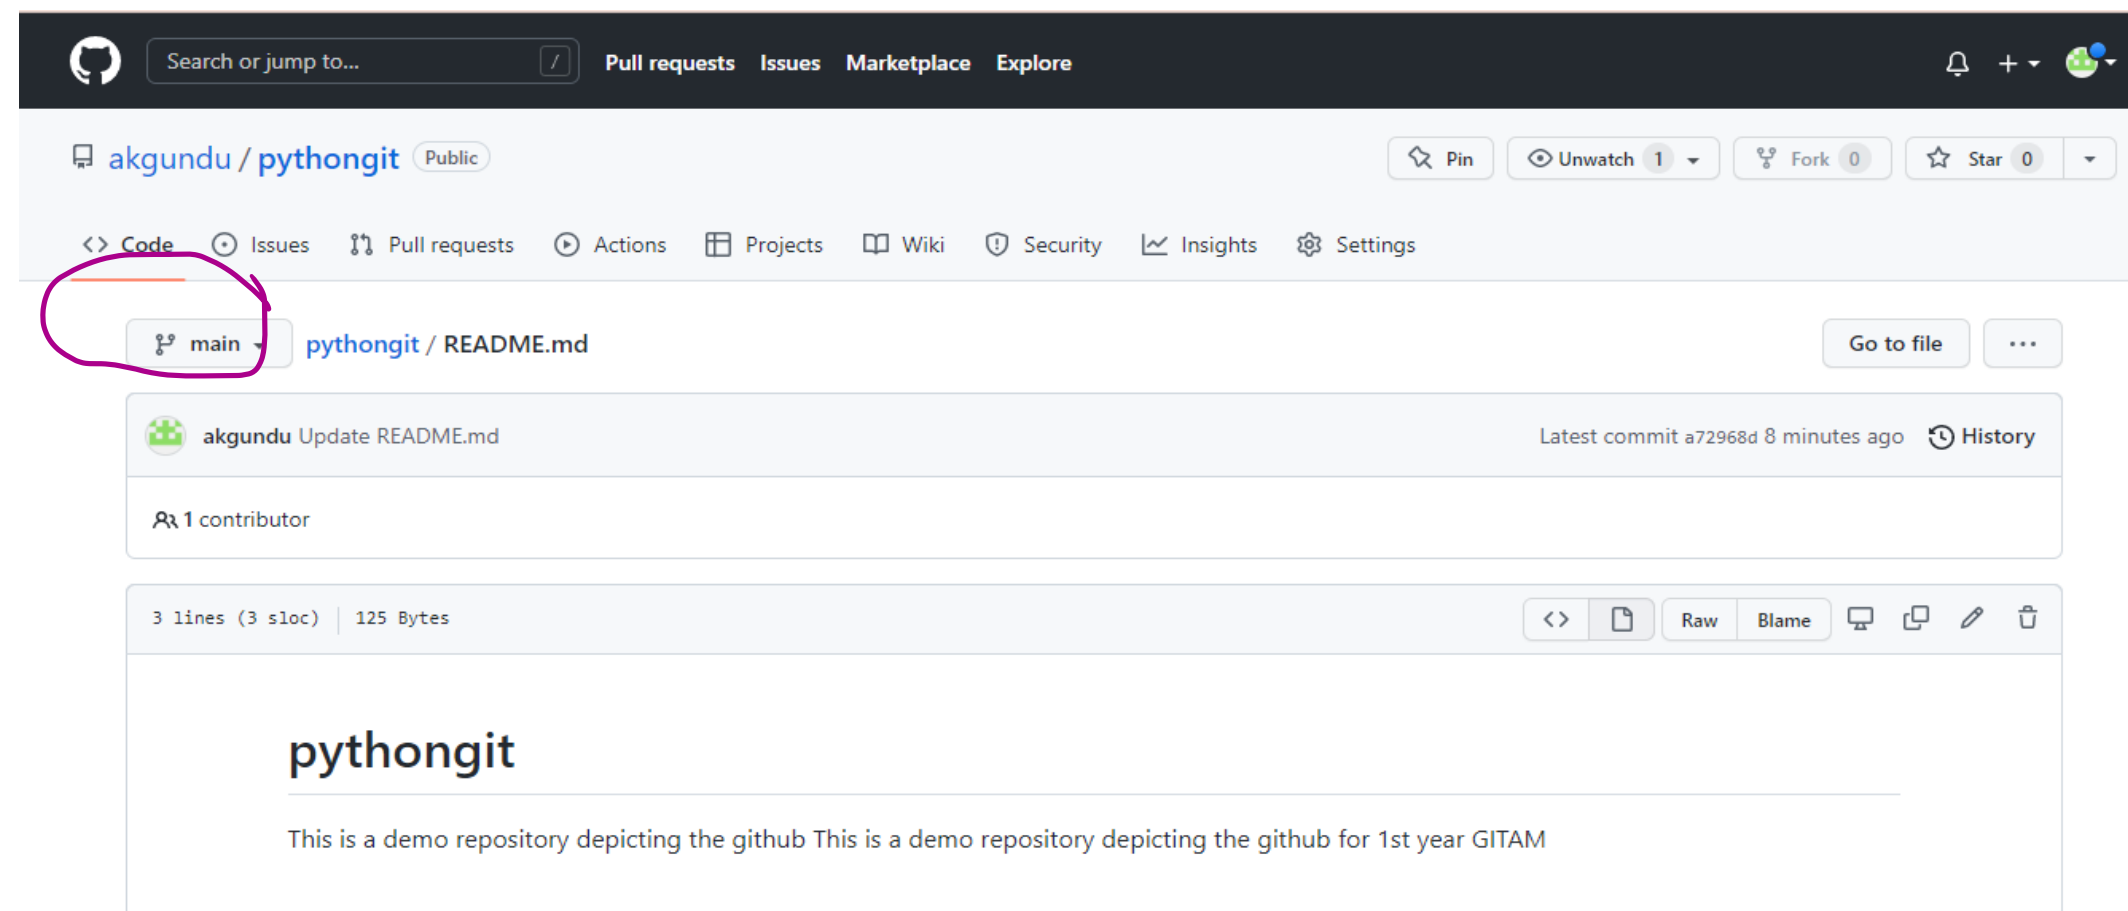 Search or jump to... / Pull requests Issues Marketplace Explore
akgundu / pythongit Public Pin Unwatch 1 Fork 0 Star 0
Code Issues Pull requests Actions Projects Wiki Security Insights Settings
main pythongit / README.md Go to file ...
akgundu Update README.md Latest commit a72968d 8 minutes ago History
1 contributor
3 lines (3 sloc) 125 Bytes <> Raw Blame
pythongit
This is a demo repository depicting the github This is a demo repository depicting the github for 1st year GITAM